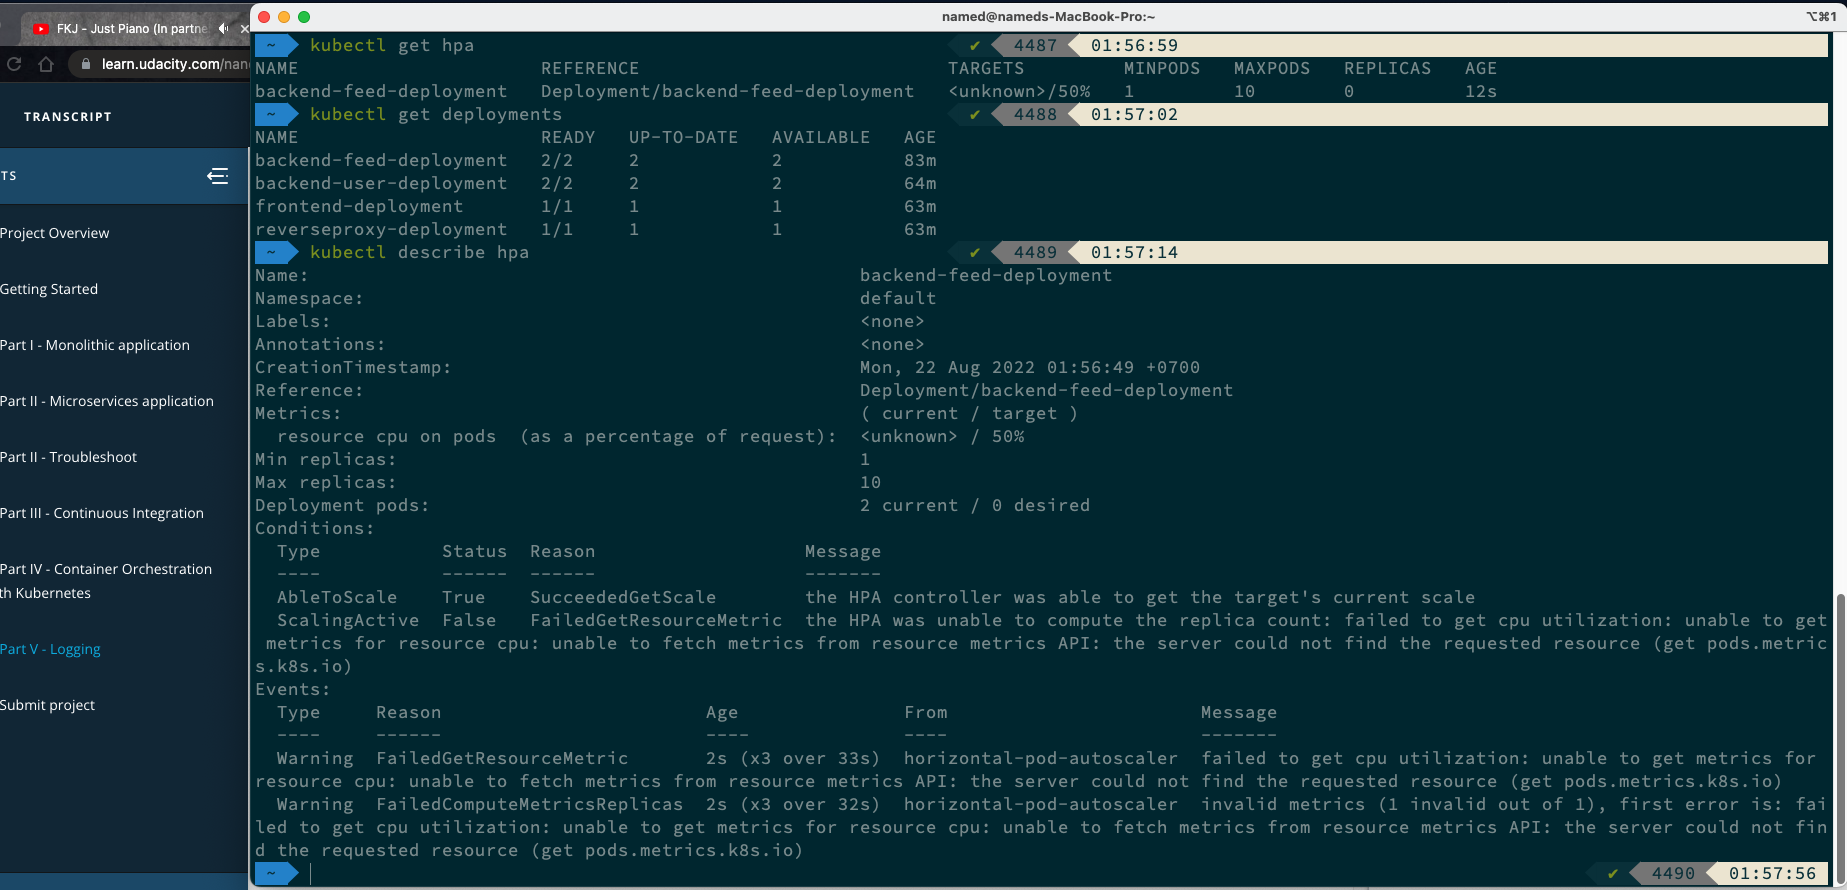 FKJ - Just Piano (In partne
learn.udacity.com/nan
TRANSCRIPT
TS
Project Overview
Getting Started
Part I - Monolithic application
Part II - Microservices application
Part II - Troubleshoot
Part III - Continuous Integration
Part IV - Container Orchestration
th Kubernetes
Part V - Logging
Submit project
named@nameds-MacBook-Pro:~
⌥⌘1
~ kubectl get hpa ✔ 4487 01:56:59
NAME REFERENCE TARGETS MINPODS MAXPODS REPLICAS AGE
backend-feed-deployment Deployment/backend-feed-deployment <unknown>/50% 1 10 0 12s
~ kubectl get deployments ✔ 4488 01:57:02
NAME READY UP-TO-DATE AVAILABLE AGE
backend-feed-deployment 2/2 2 2 83m
backend-user-deployment 2/2 2 2 64m
frontend-deployment 1/1 1 1 63m
reverseproxy-deployment 1/1 1 1 63m
~ kubectl describe hpa ✔ 4489 01:57:14
Name: backend-feed-deployment
Namespace: default
Labels: <none>
Annotations: <none>
CreationTimestamp: Mon, 22 Aug 2022 01:56:49 +0700
Reference: Deployment/backend-feed-deployment
Metrics: ( current / target )
resource cpu on pods (as a percentage of request): <unknown> / 50%
Min replicas: 1
Max replicas: 10
Deployment pods: 2 current / 0 desired
Conditions:
Type Status Reason Message
---- ------ ------ -------
AbleToScale True SucceededGetScale the HPA controller was able to get the target's current scale
ScalingActive False FailedGetResourceMetric the HPA was unable to compute the replica count: failed to get cpu utilization: unable to get
metrics for resource cpu: unable to fetch metrics from resource metrics API: the server could not find the requested resource (get pods.metric
s.k8s.io)
Events:
Type Reason Age From Message
---- ------ ---- ---- -------
Warning FailedGetResourceMetric 2s (x3 over 33s) horizontal-pod-autoscaler failed to get cpu utilization: unable to get metrics for
resource cpu: unable to fetch metrics from resource metrics API: the server could not find the requested resource (get pods.metrics.k8s.io)
Warning FailedComputeMetricsReplicas 2s (x3 over 32s) horizontal-pod-autoscaler invalid metrics (1 invalid out of 1), first error is: fai
led to get cpu utilization: unable to get metrics for resource cpu: unable to fetch metrics from resource metrics API: the server could not fin
d the requested resource (get pods.metrics.k8s.io)
~ ✔ 4490 01:57:56